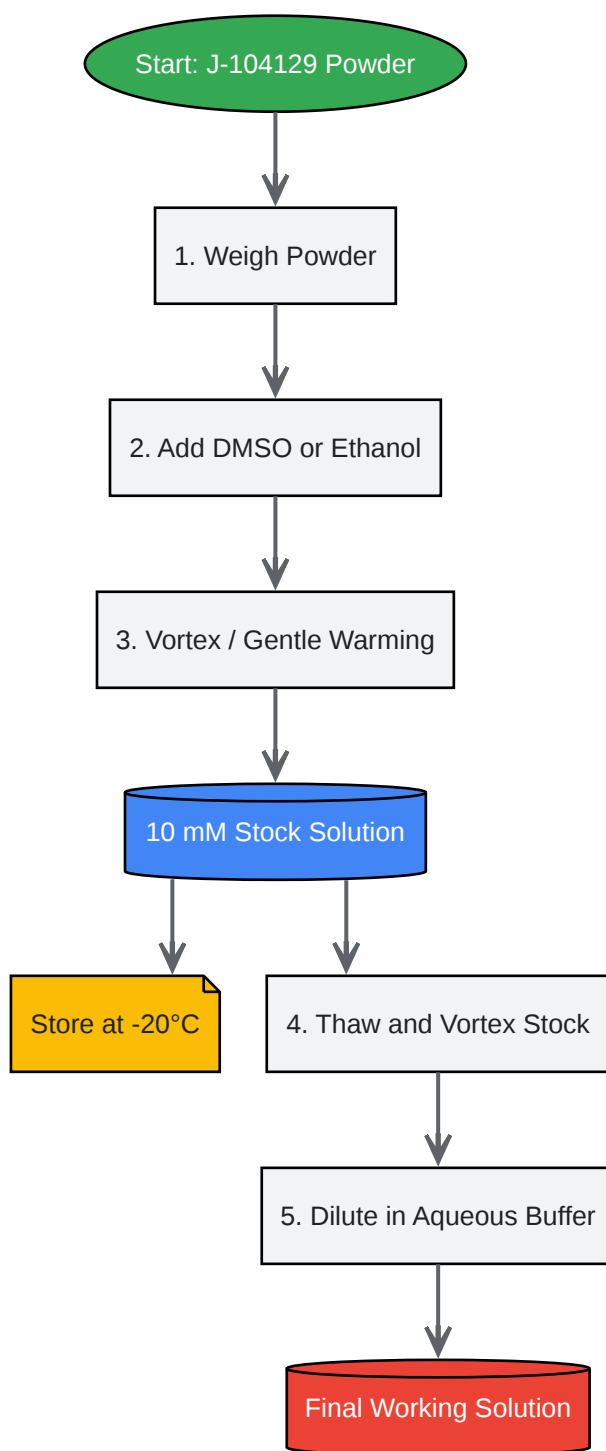 Start: J-104129 Powder
1. Weigh Powder
2. Add DMSO or Ethanol
3. Vortex / Gentle Warming
10 mM Stock Solution
Store at -20°C
4. Thaw and Vortex Stock
5. Dilute in Aqueous Buffer
Final Working Solution